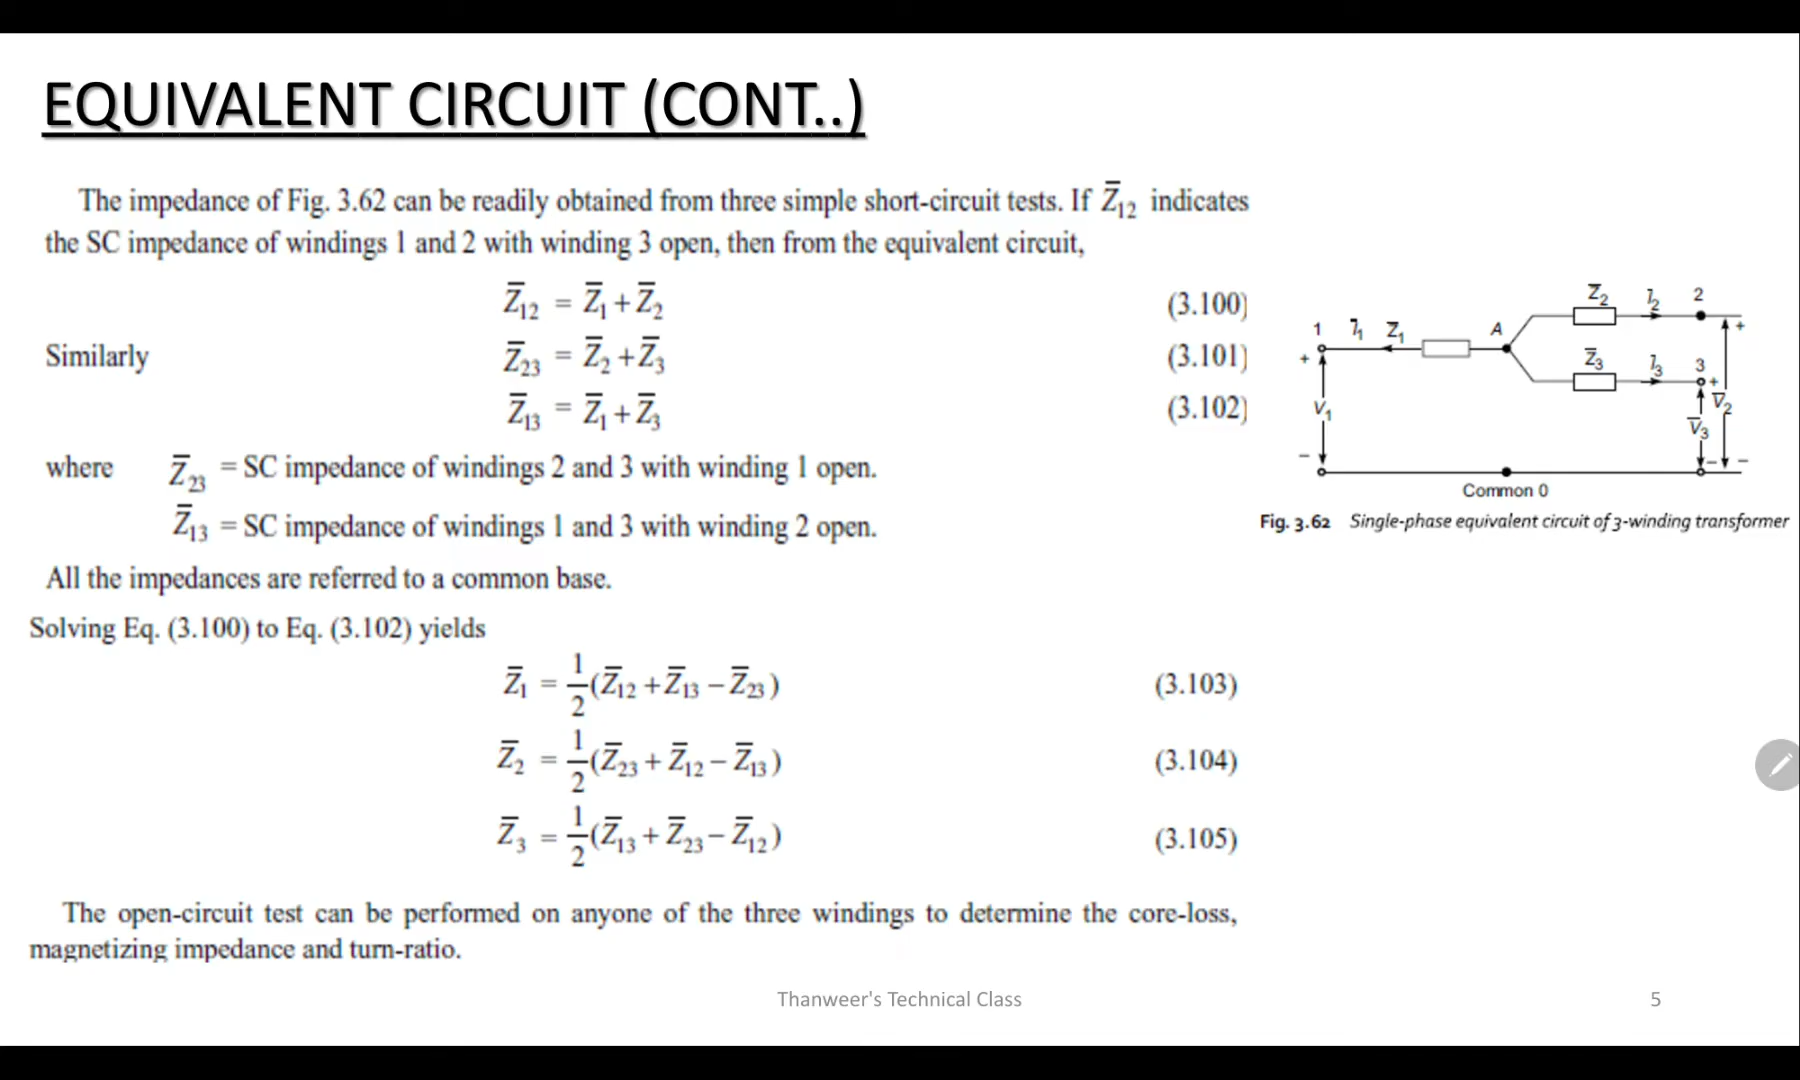 EQUIVALENT CIRCUIT (CONT..)
The impedance of Fig. 3.62 can be readily obtained from three simple short-circuit tests. If Z̅₁₂ indicates
the SC impedance of windings 1 and 2 with winding 3 open, then from the equivalent circuit,
Z̅₁₂ = Z̅₁ + Z̅₂ (3.100)
Similarly Z̅₂₃ = Z̅₂ + Z̅₃ (3.101)
Z̅₁₃ = Z̅₁ + Z̅₃ (3.102)
where Z̅₂₃ = SC impedance of windings 2 and 3 with winding 1 open.
Z̅₁₃ = SC impedance of windings 1 and 3 with winding 2 open.
All the impedances are referred to a common base.
Solving Eq. (3.100) to Eq. (3.102) yields
Z̅₁ = 1/2 (Z̅₁₂ + Z̅₁₃ − Z̅₂₃) (3.103)
Z̅₂ = 1/2 (Z̅₂₃ + Z̅₁₂ − Z̅₁₃) (3.104)
Z̅₃ = 1/2 (Z̅₁₃ + Z̅₂₃ − Z̅₁₂) (3.105)
The open-circuit test can be performed on anyone of the three windings to determine the core-loss,
magnetizing impedance and turn-ratio.
Z̅₂ I̅₂ 2
1 I̅₁ Z̅₁ A
+ +
Z̅₃ I̅₃ 3
+
V₁ V̅₂
V̅₃
− − −
Common 0
Fig. 3.62 Single-phase equivalent circuit of 3-winding transformer
Thanweer's Technical Class
5